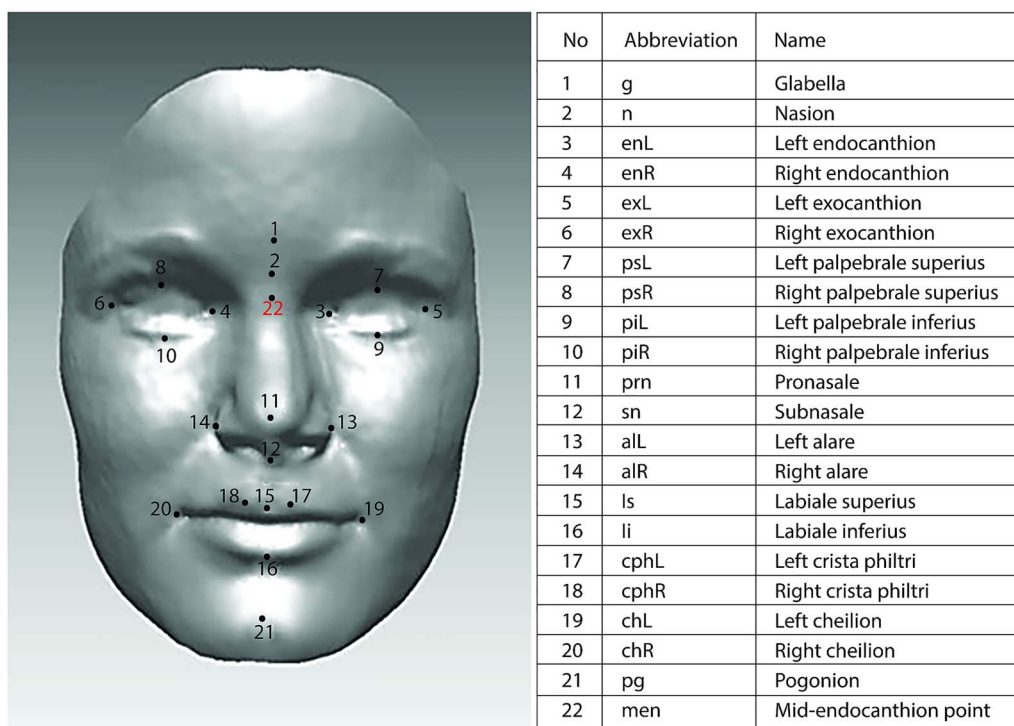 No Abbreviation Name
1 g Glabella
2 n Nasion
3 enL Left endocanthion
4 enR Right endocanthion
5 exL Left exocanthion
6 exR Right exocanthion
7 psL Left palpebrale superius
8 psR Right palpebrale superius
9 piL Left palpebrale inferius
10 piR Right palpebrale inferius
11 prn Pronasale
12 sn Subnasale
13 alL Left alare
14 alR Right alare
15 ls Labiale superius
16 li Labiale inferius
17 cphL Left crista philtri
18 cphR Right crista philtri
19 chL Left cheilion
20 chR Right cheilion
21 pg Pogonion
22 men Mid-endocanthion point
1
2
8
7
22
6
4
3
5
10
9
11
14
13
12
18
15
17
20
19
16
21